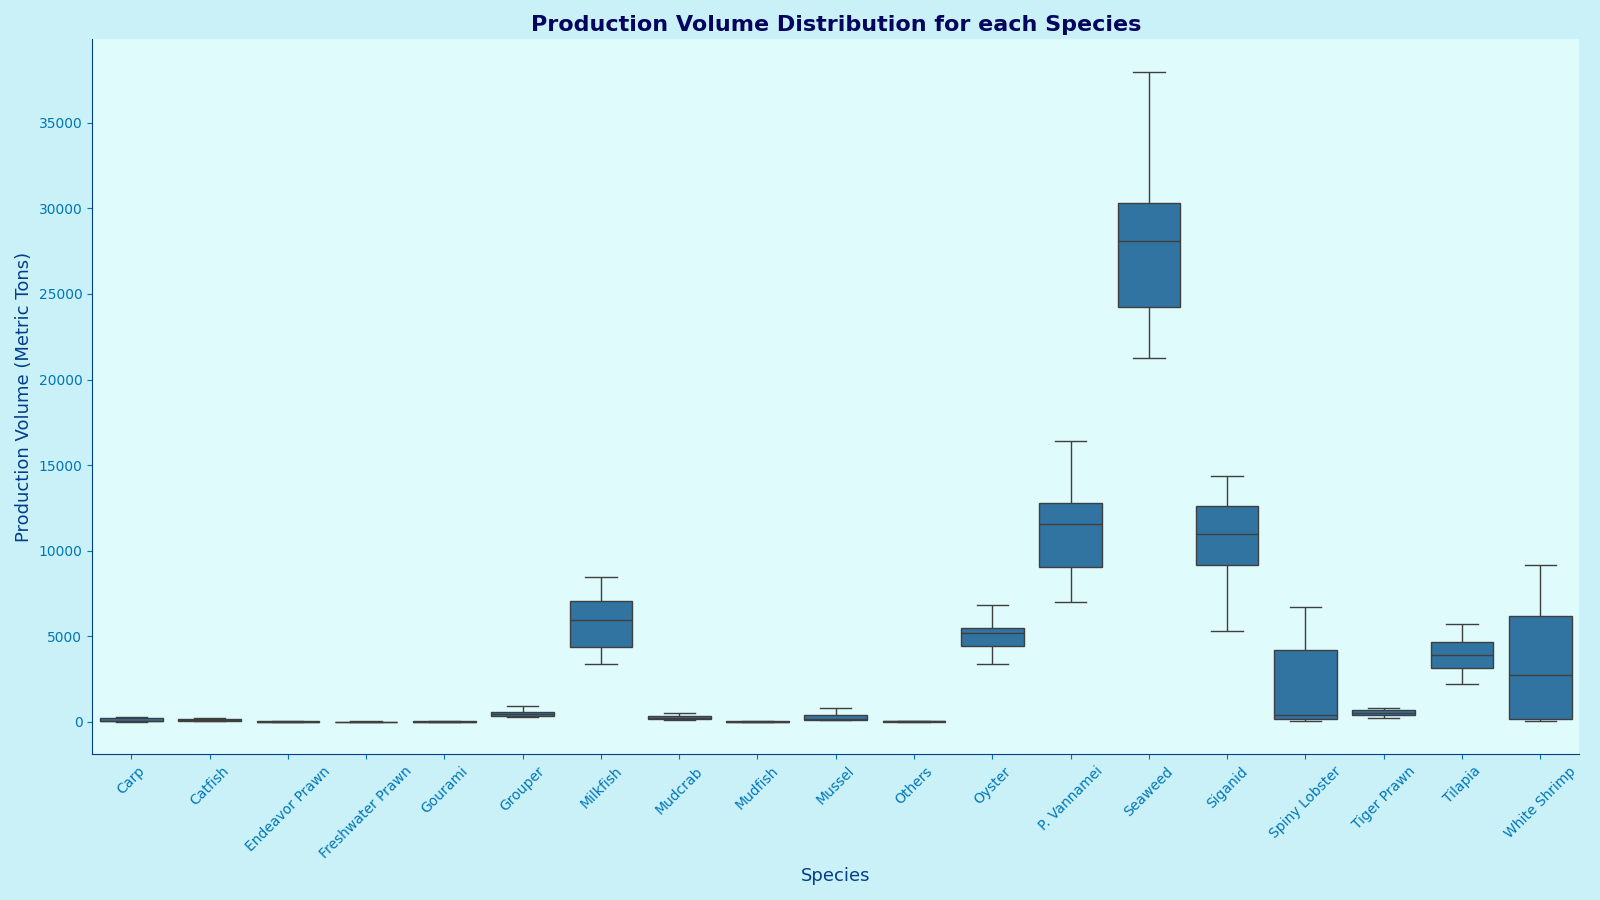 Production Volume Distribution for each Species
Production Volume (Metric Tons)
35000
30000
25000
20000
15000
10000
5000
0
Carp
Catfish
Endeavor Prawn
Freshwater Prawn
Gourami
Grouper
Milkfish
Mudcrab
Mudfish
Mussel
Others
Oyster
P. Vannamei
Seaweed
Siganid
Spiny Lobster
Tiger Prawn
Tilapia
White Shrimp
Species